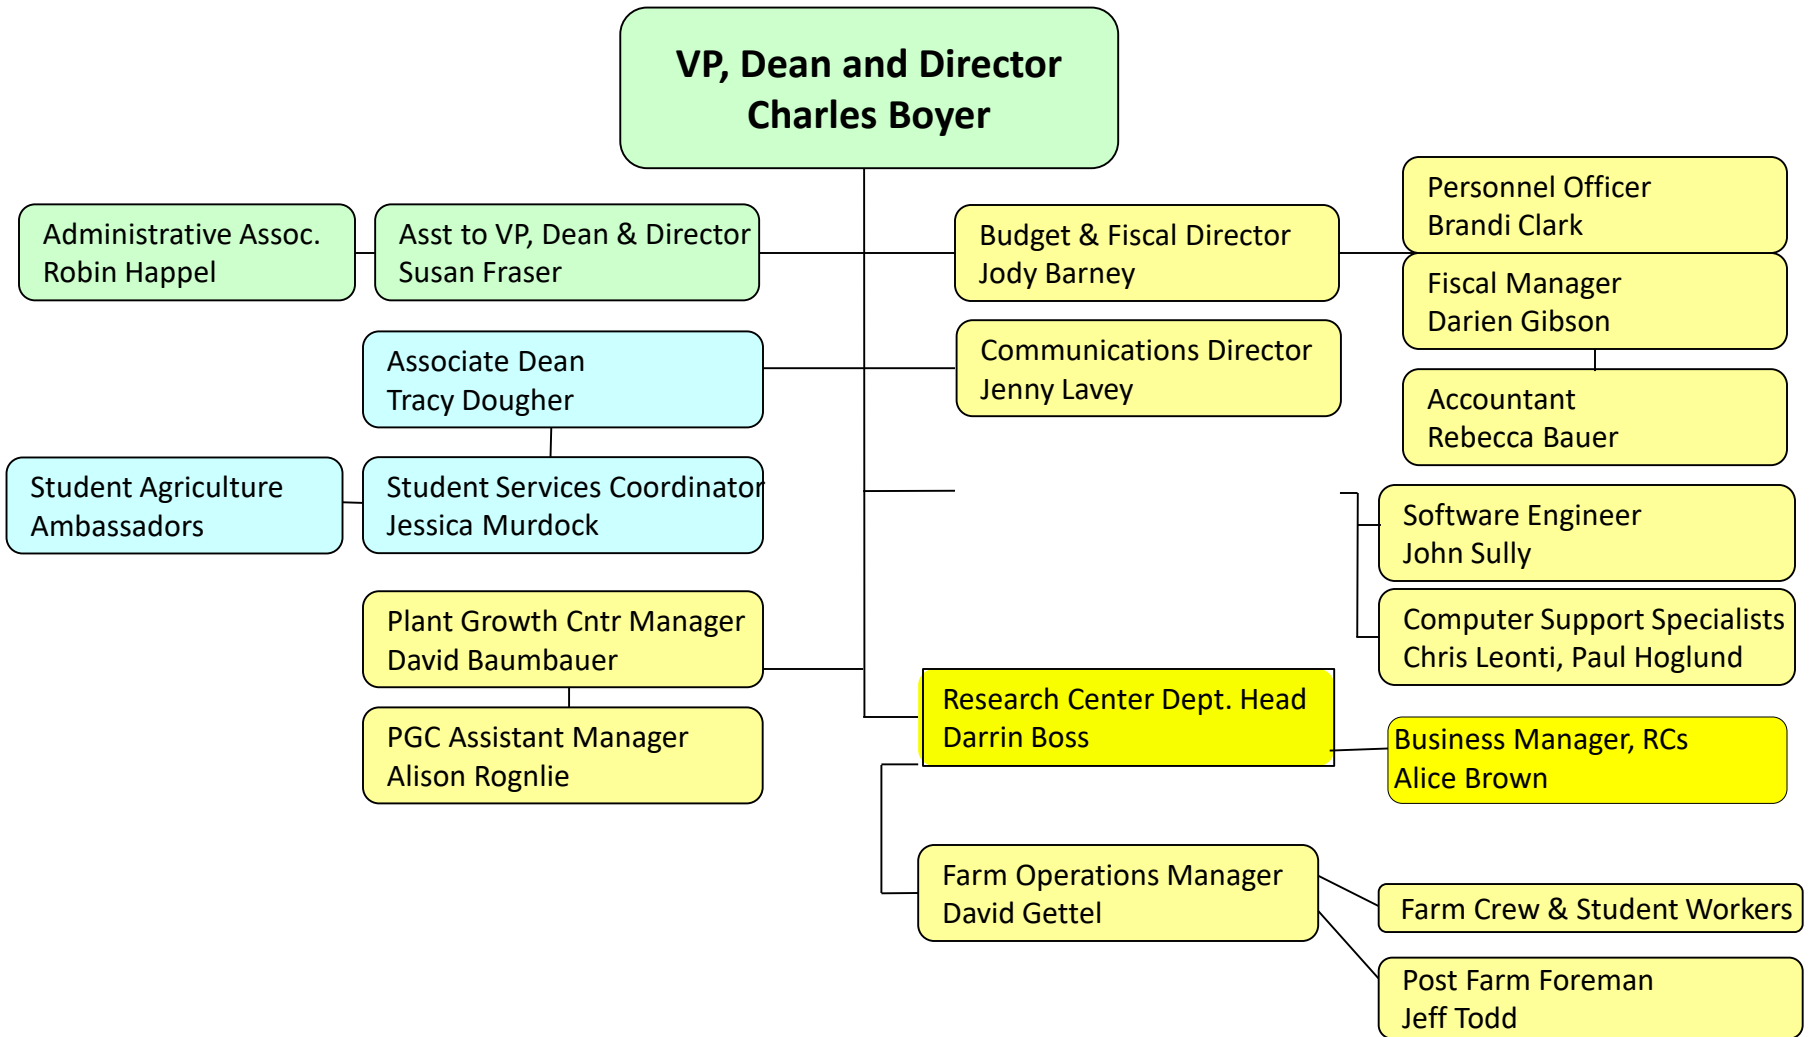 VP, Dean and Director
Charles Boyer
Administrative Assoc.
Robin Happel
Asst to VP, Dean & Director
Susan Fraser
Budget & Fiscal Director
Jody Barney
Personnel Officer
Brandi Clark
Fiscal Manager
Darien Gibson
Associate Dean
Tracy Dougher
Communications Director
Jenny Lavey
Accountant
Rebecca Bauer
Student Agriculture
Ambassadors
Student Services Coordinator
Jessica Murdock
Software Engineer
John Sully
Plant Growth Cntr Manager
David Baumbauer
Computer Support Specialists
Chris Leonti, Paul Hoglund
PGC Assistant Manager
Alison Rognlie
Research Center Dept. Head
Darrin Boss
Business Manager, RCs
Alice Brown
Farm Operations Manager
David Gettel
Farm Crew & Student Workers
Post Farm Foreman
Jeff Todd